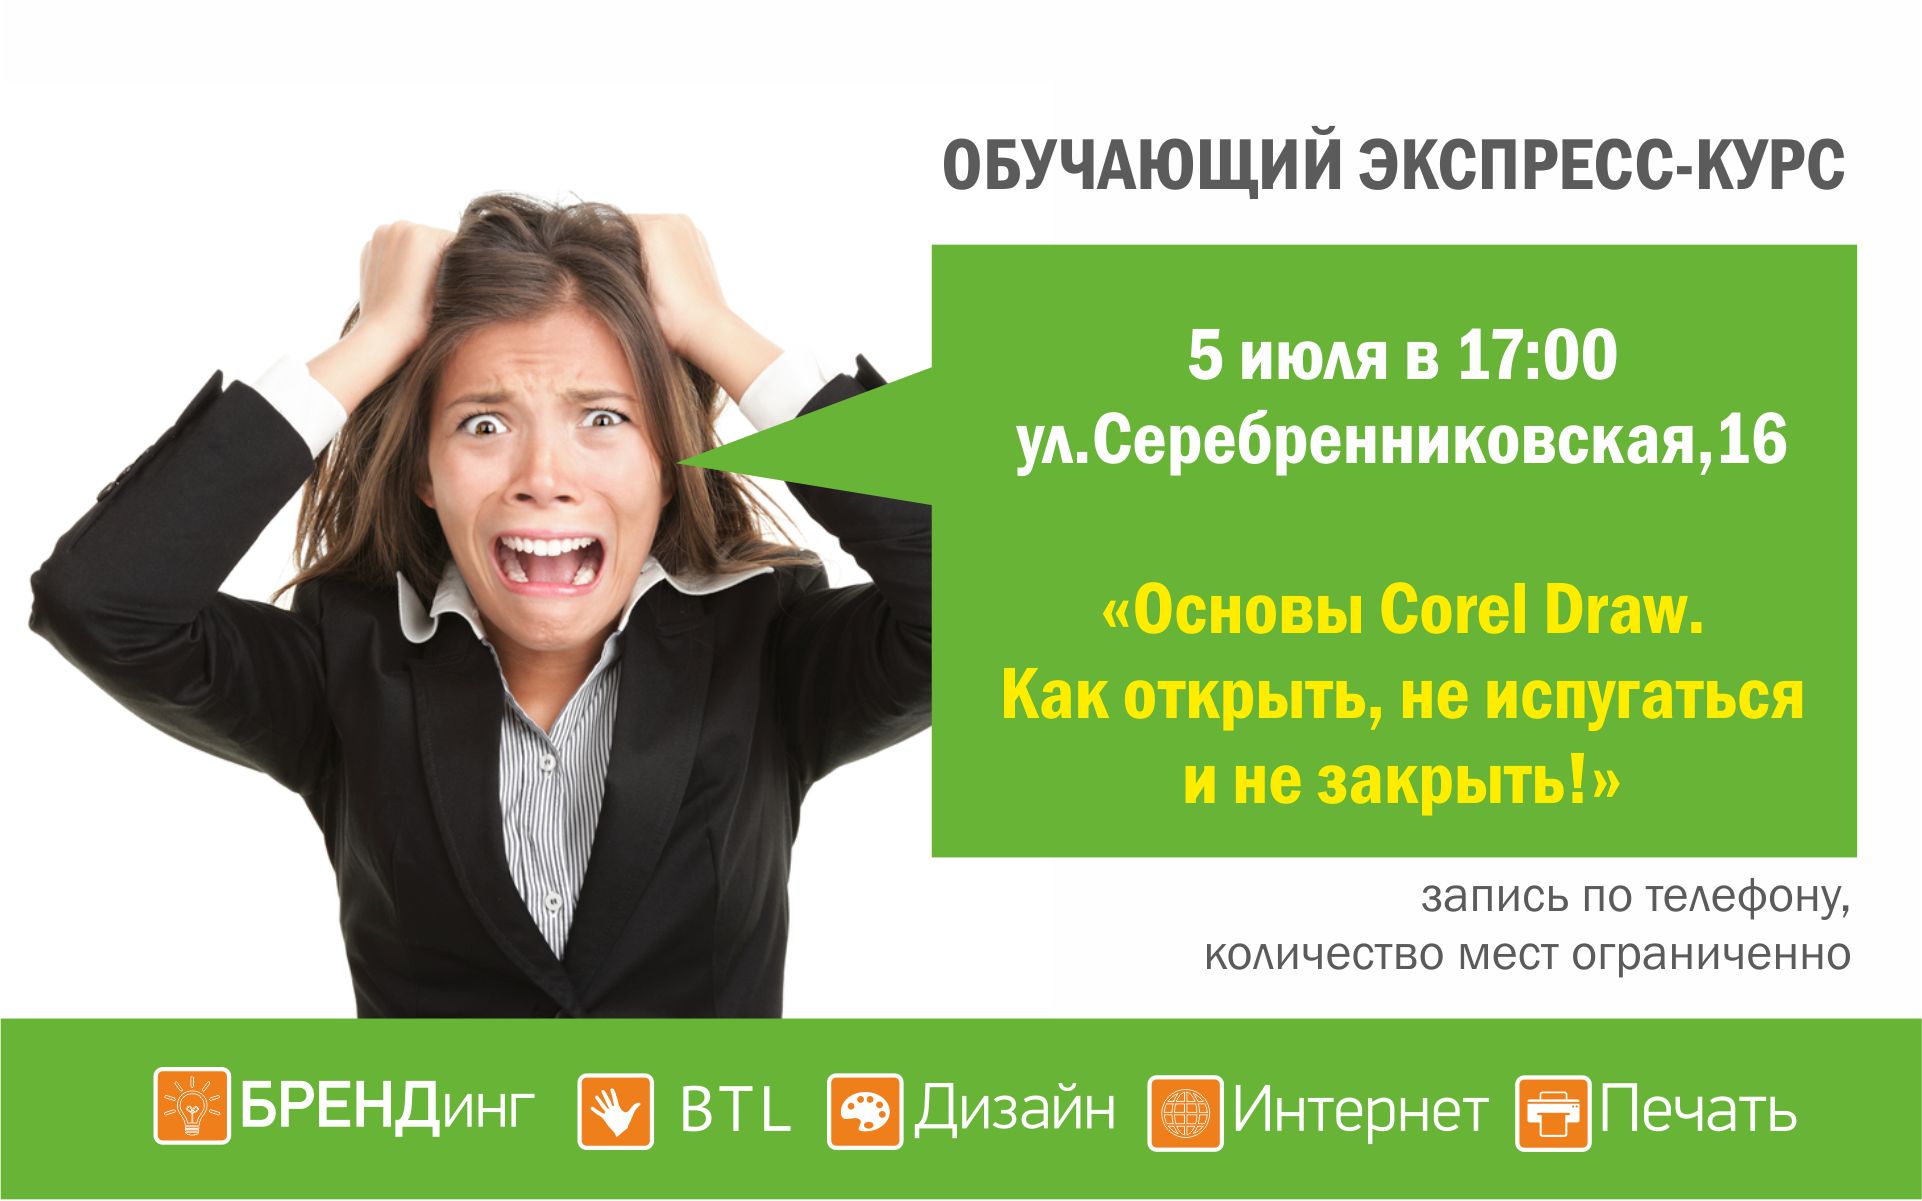 ОБУЧАЮЩИЙ ЭКСПРЕСС-КУРС
5 июля в 17:00
ул.Серебренниковская,16
«Основы Corel Draw.
Как открыть, не испугаться
и не закрыть!»
запись по телефону,
количество мест ограниченно
БРЕНДинг BTL Дизайн Интернет Печать